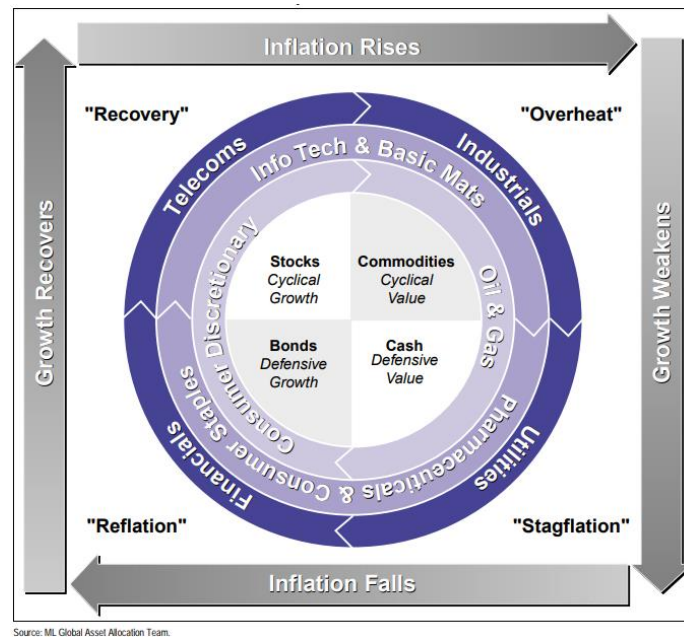 Inflation Rises
"Recovery"
"Overheat"
Growth Recovers
Growth Weakens
Telecoms
Info Tech & Basic Mats
Industrials
Consumer Discretionary
Oil & Gas
Stocks
Cyclical
Growth
Commodities
Cyclical
Value
Bonds
Defensive
Growth
Cash
Defensive
Value
Financials
Pharmaceuticals & Consumer Staples
Utilities
"Reflation"
"Stagflation"
Inflation Falls
Source: ML Global Asset Allocation Team.